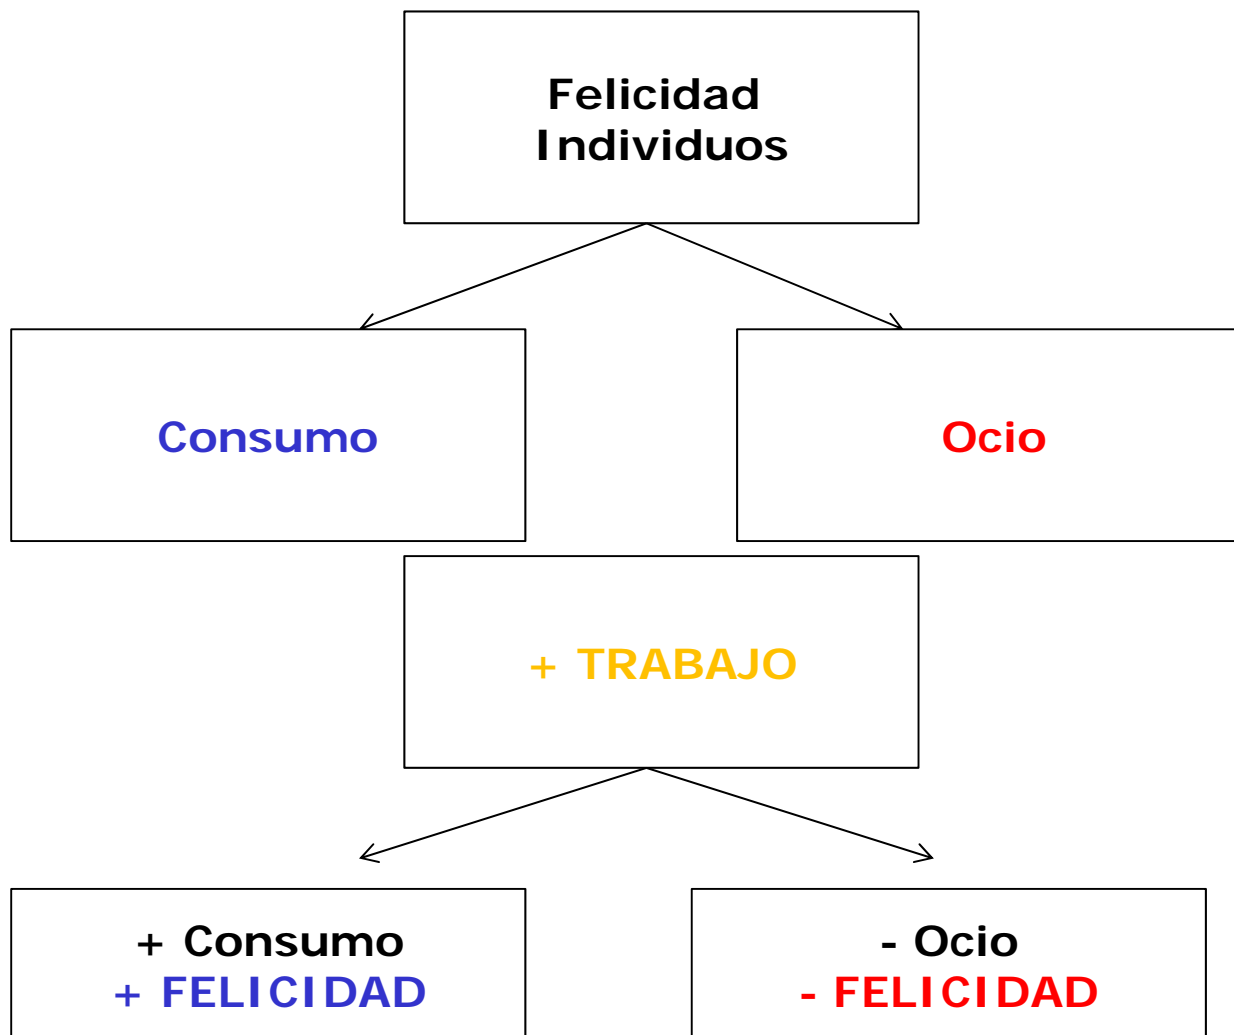 Felicidad
Individuos
Consumo
Ocio
+ TRABAJO
+ Consumo
+ FELICIDAD
- Ocio
- FELICIDAD